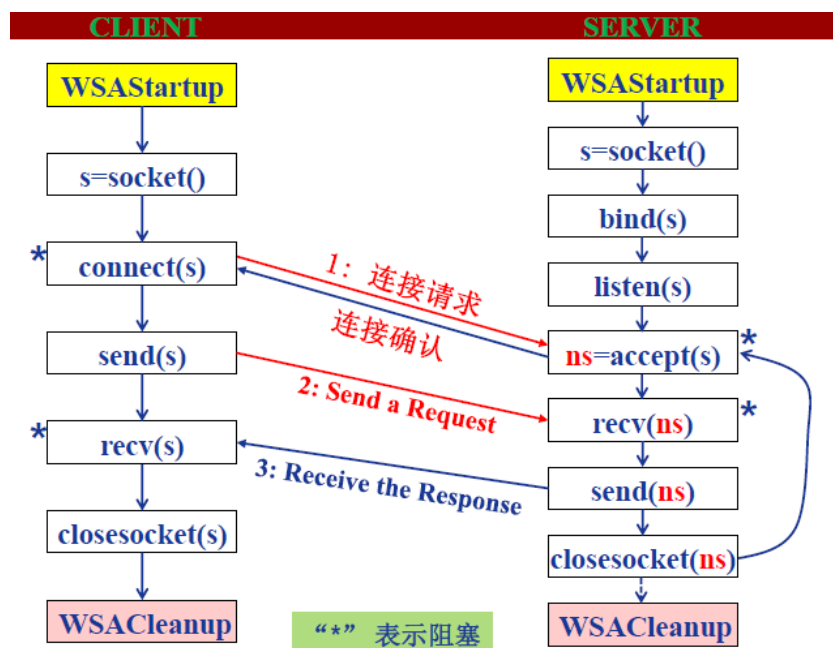 CLIENT
SERVER
WSAStartup
s=socket()
*
connect(s)
send(s)
*
recv(s)
closesocket(s)
WSACleanup
1：连接请求
连接确认
2: Send a Request
3: Receive the Response
WSAStartup
s=socket()
bind(s)
listen(s)
ns=accept(s)
*
recv(ns)
*
send(ns)
closesocket(ns)
WSACleanup
“*” 表示阻塞